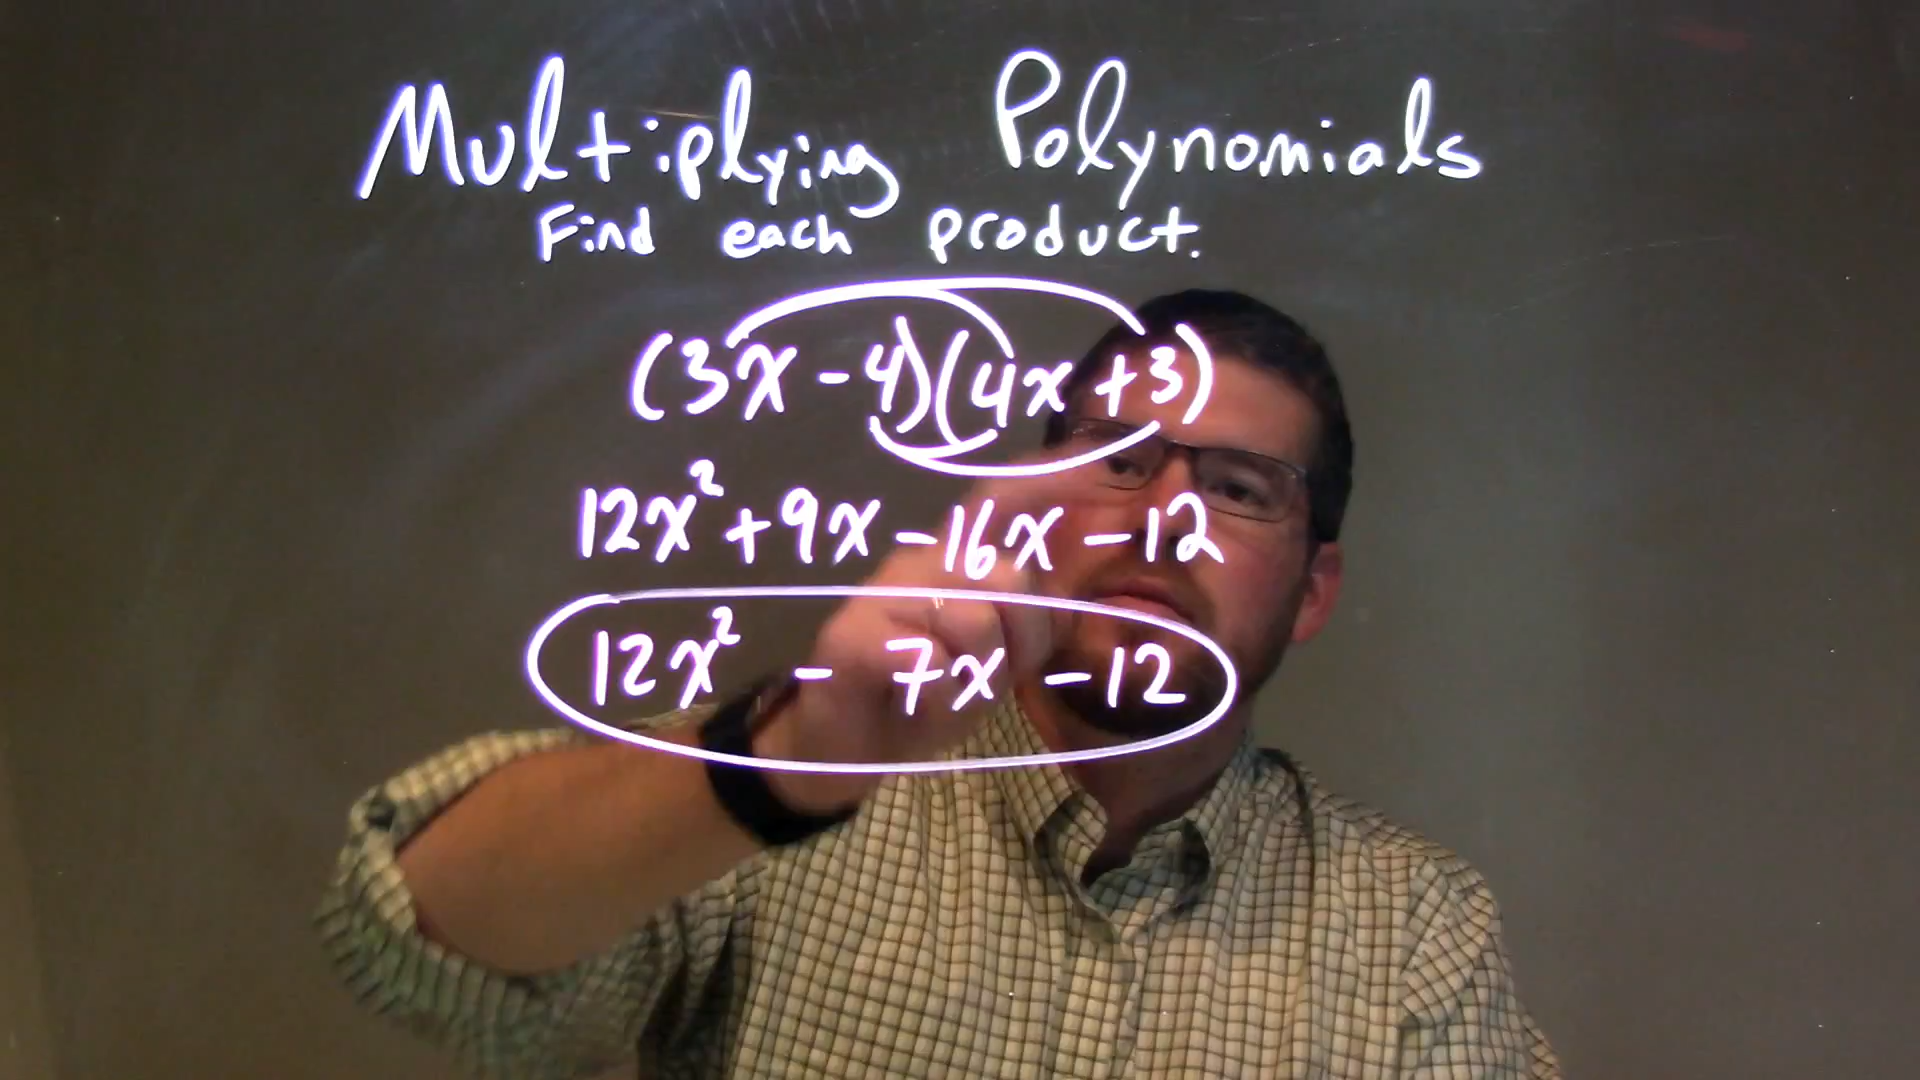 Multiplying Polynomials
Find each product.
(3x - 4)(4x + 3)
12x² + 9x - 16x - 12
12x² - 7x - 12